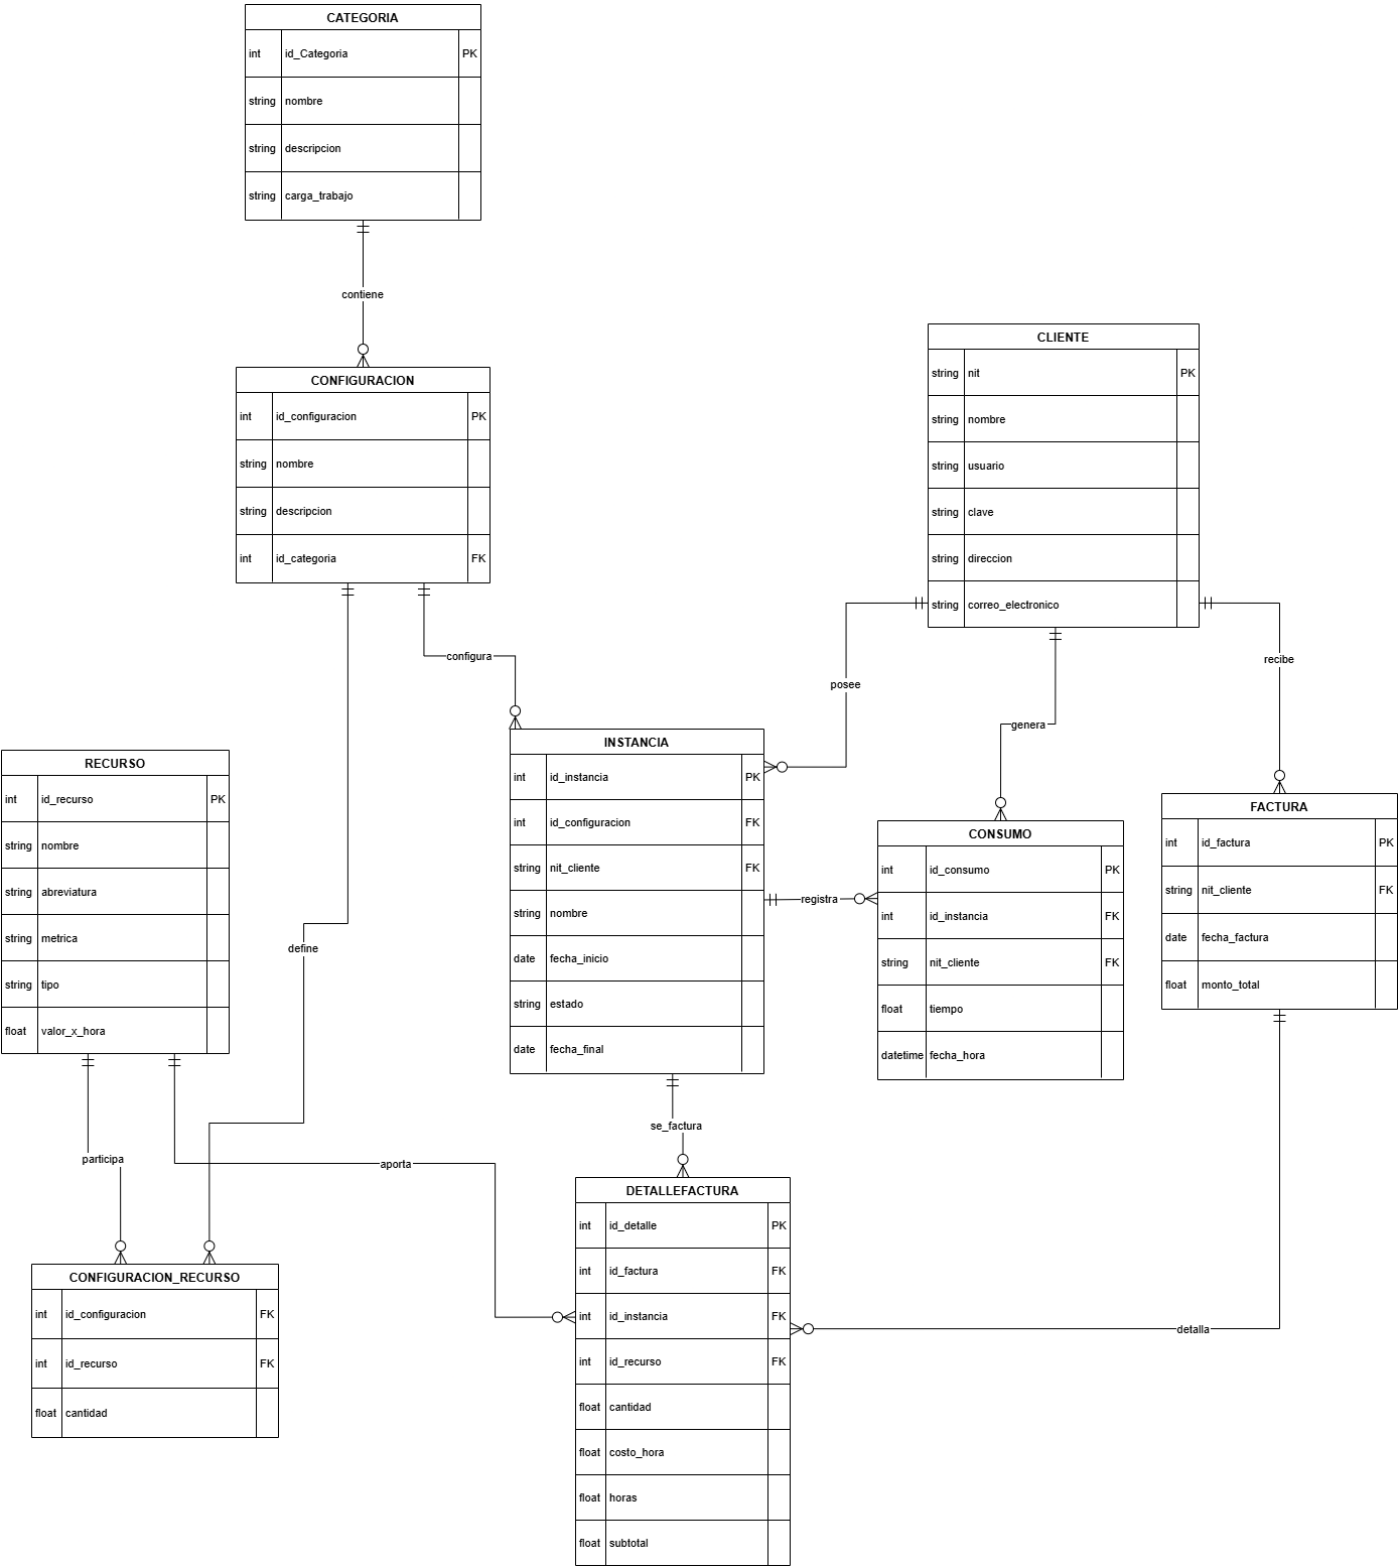 CATEGORIA
int id_Categoria PK
string nombre
string descripcion
string carga_trabajo
contiene
CONFIGURACION
int id_configuracion PK
string nombre
string descripcion
int id_categoria FK
CLIENTE
string nit PK
string nombre
string usuario
string clave
string direccion
string correo_electronico
configura
posee
genera
recibe
RECURSO
int id_recurso PK
string nombre
string abreviatura
string metrica
string tipo
float valor_x_hora
define
INSTANCIA
int id_instancia PK
int id_configuracion FK
string nit_cliente FK
string nombre
date fecha_inicio
string estado
date fecha_final
registra
CONSUMO
int id_consumo PK
int id_instancia FK
string nit_cliente FK
float tiempo
datetime fecha_hora
FACTURA
int id_factura PK
string nit_cliente FK
date fecha_factura
float monto_total
participa
aporta
se_factura
detalla
CONFIGURACION_RECURSO
int id_configuracion FK
int id_recurso FK
float cantidad
DETALLEFACTURA
int id_detalle PK
int id_factura FK
int id_instancia FK
int id_recurso FK
float cantidad
float costo_hora
float horas
float subtotal